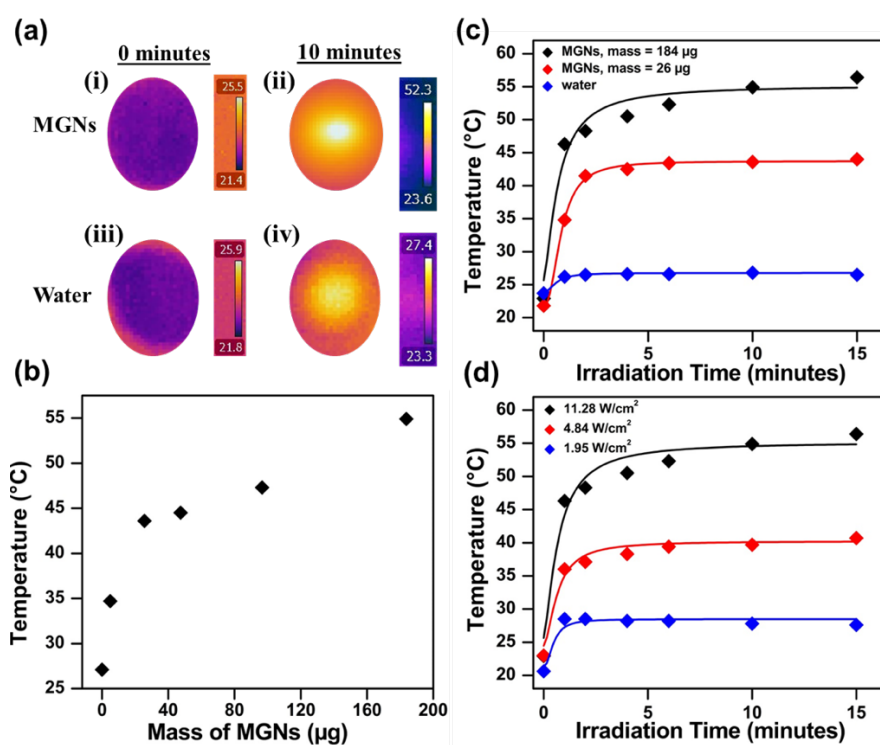 (a)
0 minutes 10 minutes
(i) (ii)
MGNs
25.5
21.4
52.3
23.6
(iii) (iv)
Water
25.9
21.8
27.4
23.3
(b)
Temperature (°C)
55
50
45
40
35
30
25
0 40 80 120 160 200
Mass of MGNs (µg)
(c)
MGNs, mass = 184 µg
MGNs, mass = 26 µg
water
Temperature (°C)
60
55
50
45
40
35
30
25
20
0 5 10 15
Irradiation Time (minutes)
(d)
11.28 W/cm²
4.84 W/cm²
1.95 W/cm²
Temperature (°C)
60
55
50
45
40
35
30
25
20
0 5 10 15
Irradiation Time (minutes)